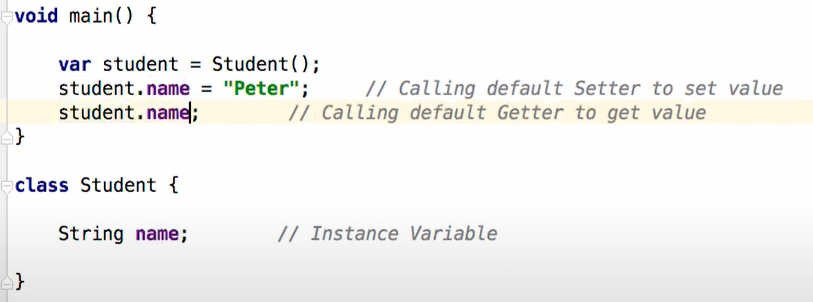 void main() {
var student = Student();
student.name = "Peter"; // Calling default Setter to set value
student.name; // Calling default Getter to get value
}
class Student {
String name; // Instance Variable
}